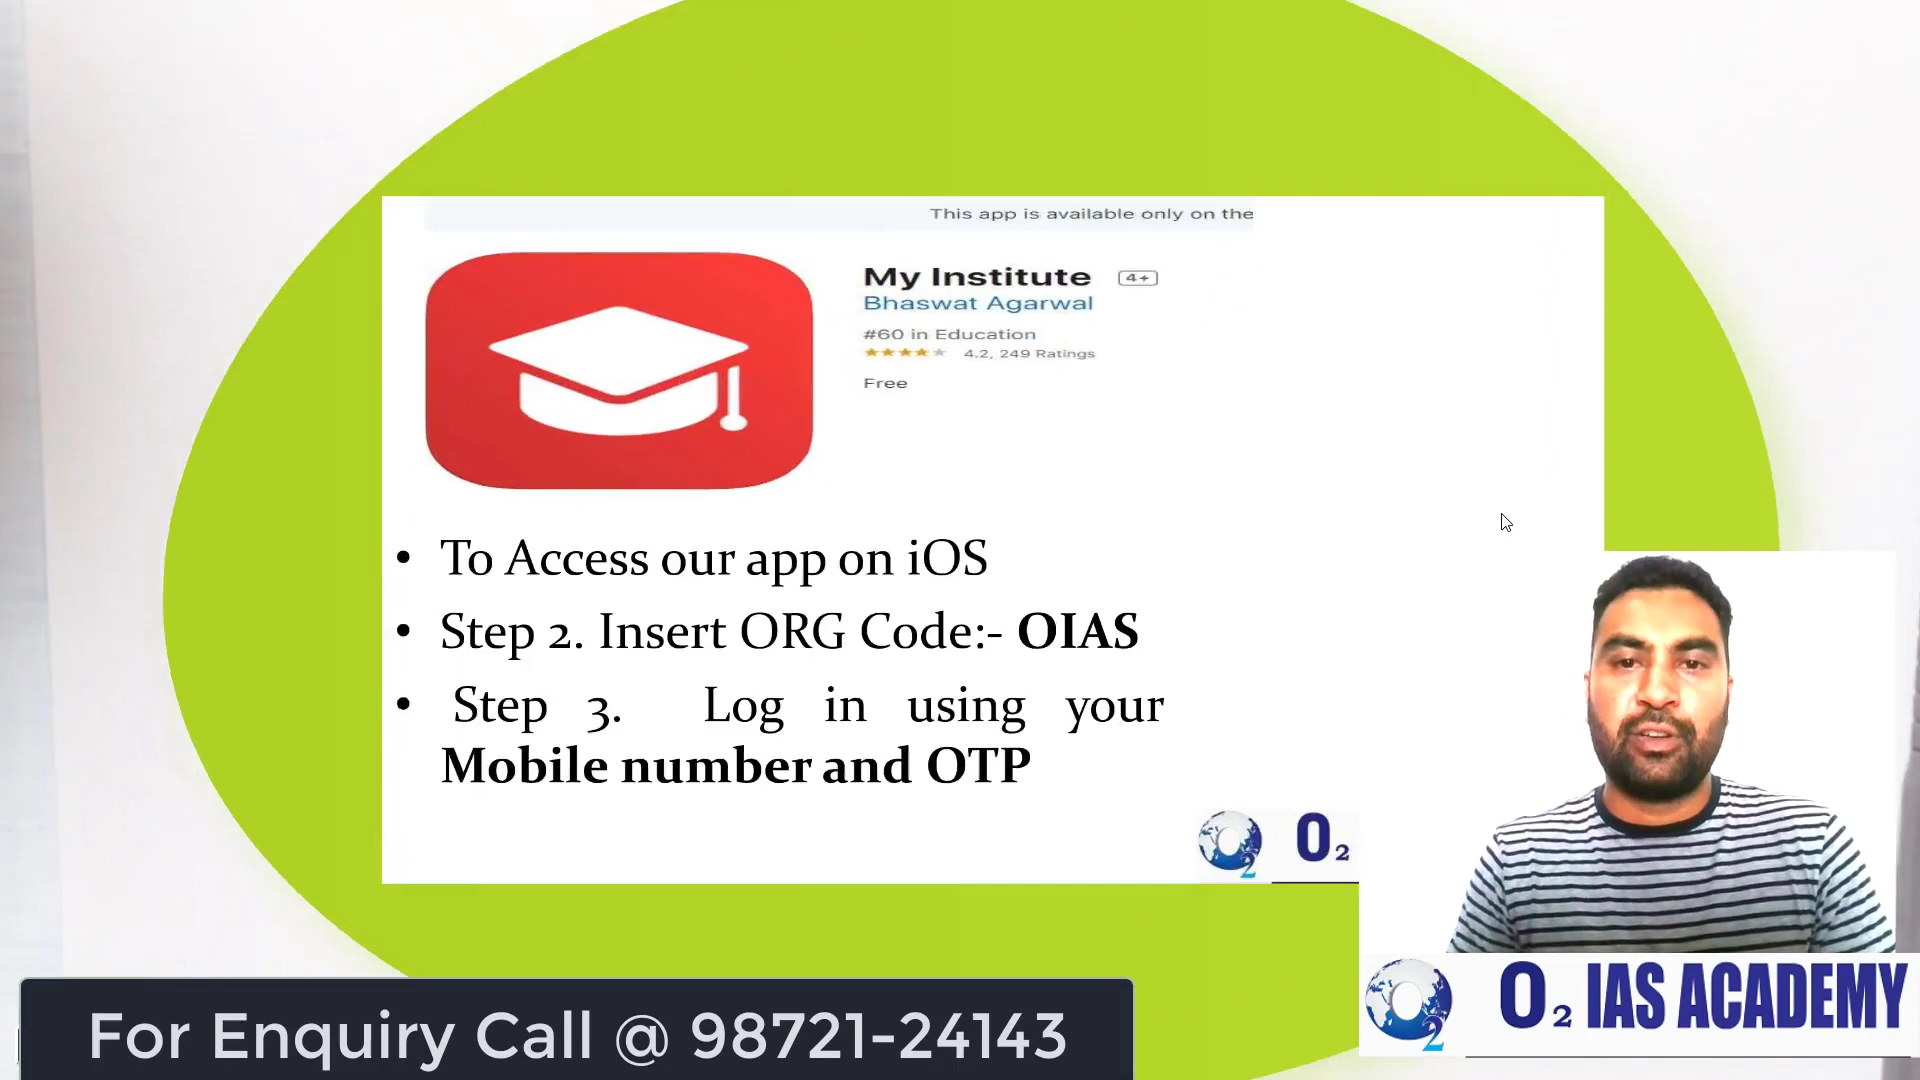 This app is available only on the
My Institute 4+
Bhaswat Agarwal
#60 in Education
4.2, 249 Ratings
Free
• To Access our app on iOS
• Step 2. Insert ORG Code:- OIAS
• Step 3. Log in using your
Mobile number and OTP
O2 O2
For Enquiry Call @ 98721-24143
O2 O2 IAS ACADEMY